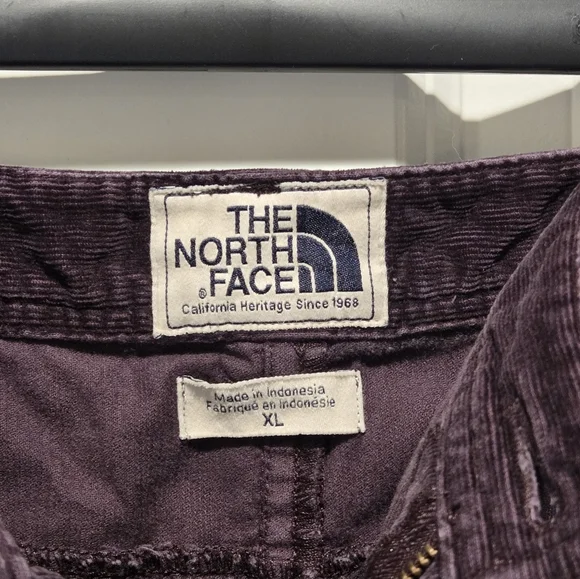 THE
NORTH
FACE
®
California Heritage Since 1968
Made in Indonesia
Fabriqué en Indonésie
XL